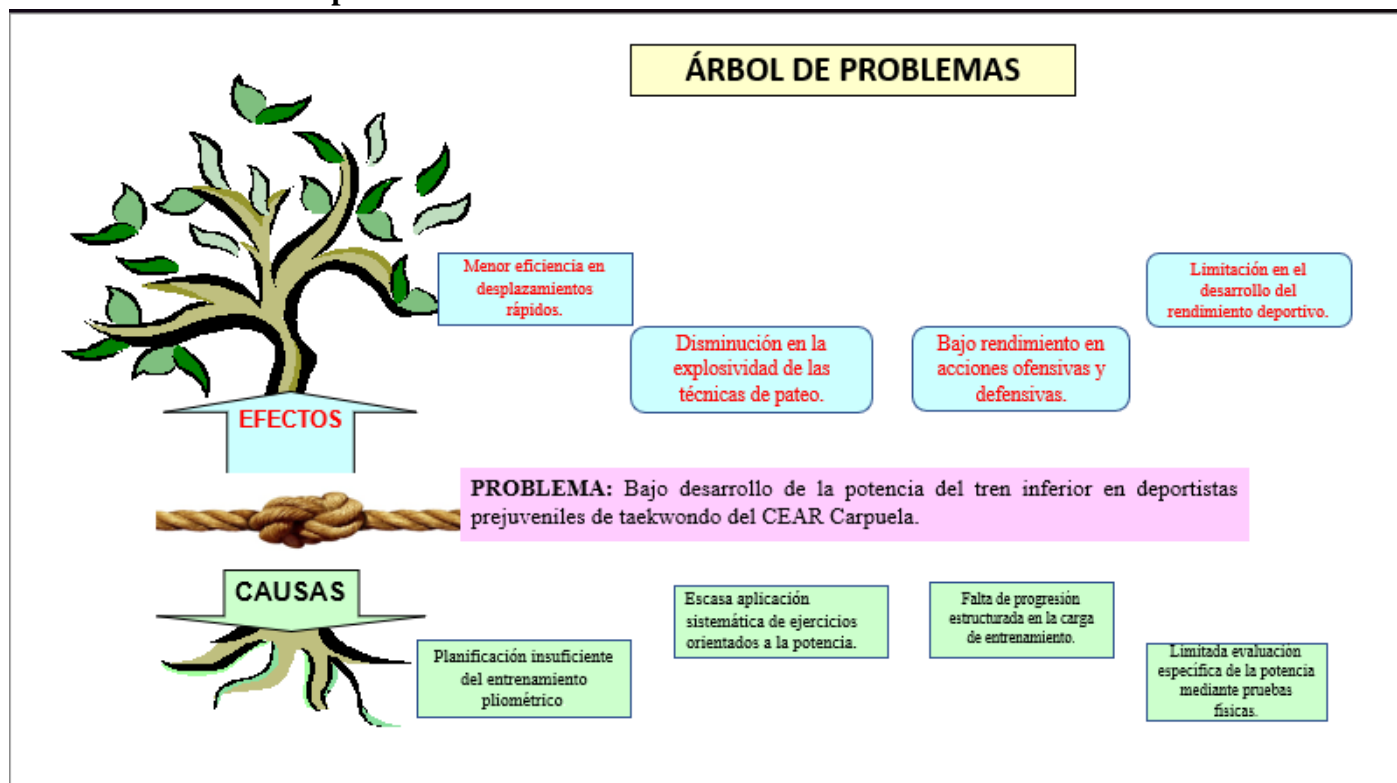 ÁRBOL DE PROBLEMAS
Menor eficiencia en
desplazamientos
rápidos.
Limitación en el
desarrollo del
rendimiento deportivo.
Disminución en la
explosividad de las
técnicas de pateo.
Bajo rendimiento en
acciones ofensivas y
defensivas.
EFECTOS
PROBLEMA: Bajo desarrollo de la potencia del tren inferior en deportistas
prejuveniles de taekwondo del CEAR Carpuela.
CAUSAS
Escasa aplicación
sistemática de ejercicios
orientados a la potencia.
Falta de progresión
estructurada en la carga
de entrenamiento.
Planificación insuficiente
del entrenamiento
pliométrico
Limitada evaluación
específica de la potencia
mediante pruebas
físicas.